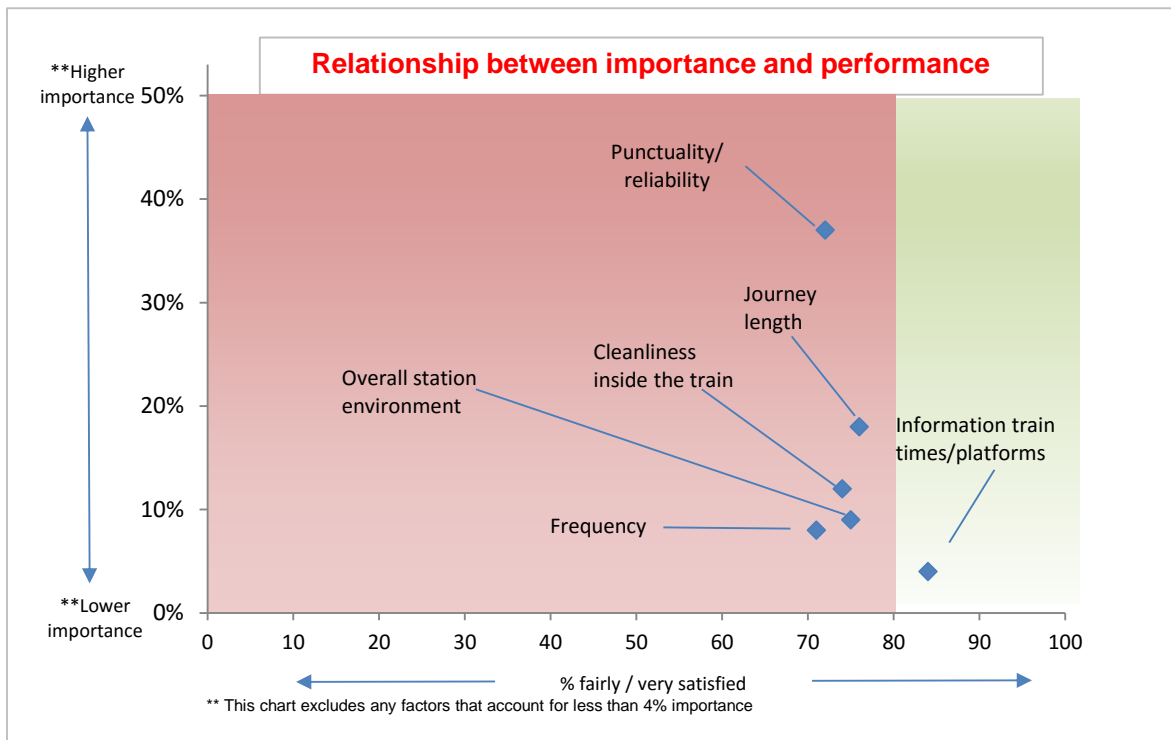 Relationship between importance and performance
**Higher
importance
50%
40%
30%
20%
10%
0%
**Lower
importance
Punctuality/
reliability
Journey
length
Cleanliness
inside the train
Overall station
environment
Information train
times/platforms
Frequency
0 10 20 30 40 50 60 70 80 90 100
% fairly / very satisfied
** This chart excludes any factors that account for less than 4% importance